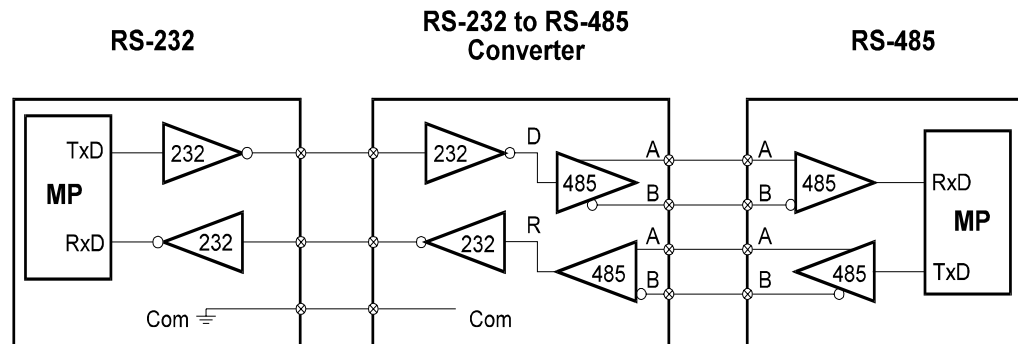 RS-232
RS-232 to RS-485
Converter
RS-485
TxD
232
232
D
485
A
A
485
RxD
MP
B
B
MP
RxD
232
232
R
485
A
A
485
TxD
B
B
Com
Com